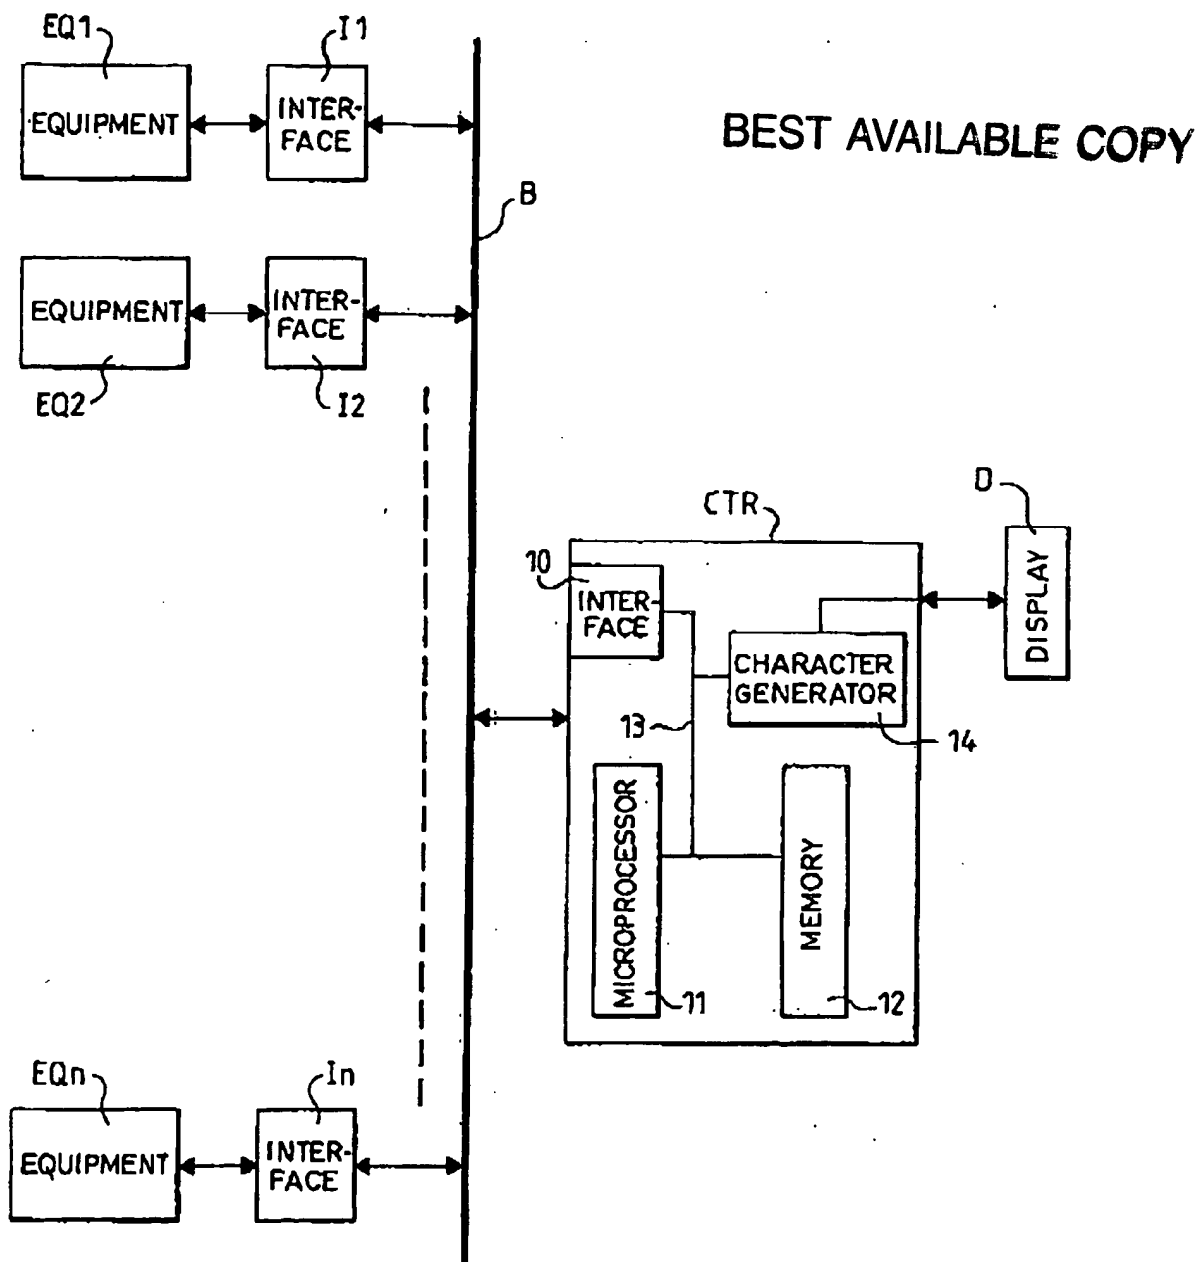 EQ1
I1
EQUIPMENT
INTER-
FACE
BEST AVAILABLE COPY
B
EQUIPMENT
INTER-
FACE
EQ2
I2
D
CTR
10
INTER-
FACE
DISPLAY
CHARACTER
GENERATOR
13
14
MICROPROCESSOR
MEMORY
11
12
EQn
In
EQUIPMENT
INTER-
FACE